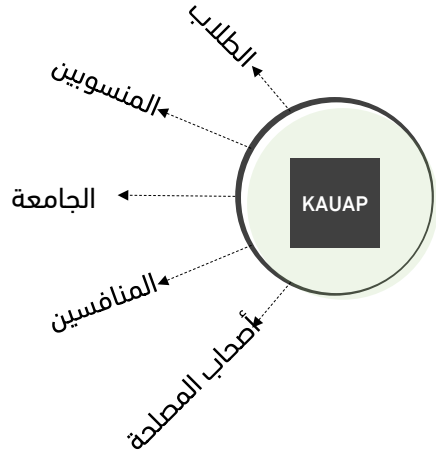 الطلاب
المنسوبين
الجامعة
المنافسين
أصحاب المصلحة
KAUAP